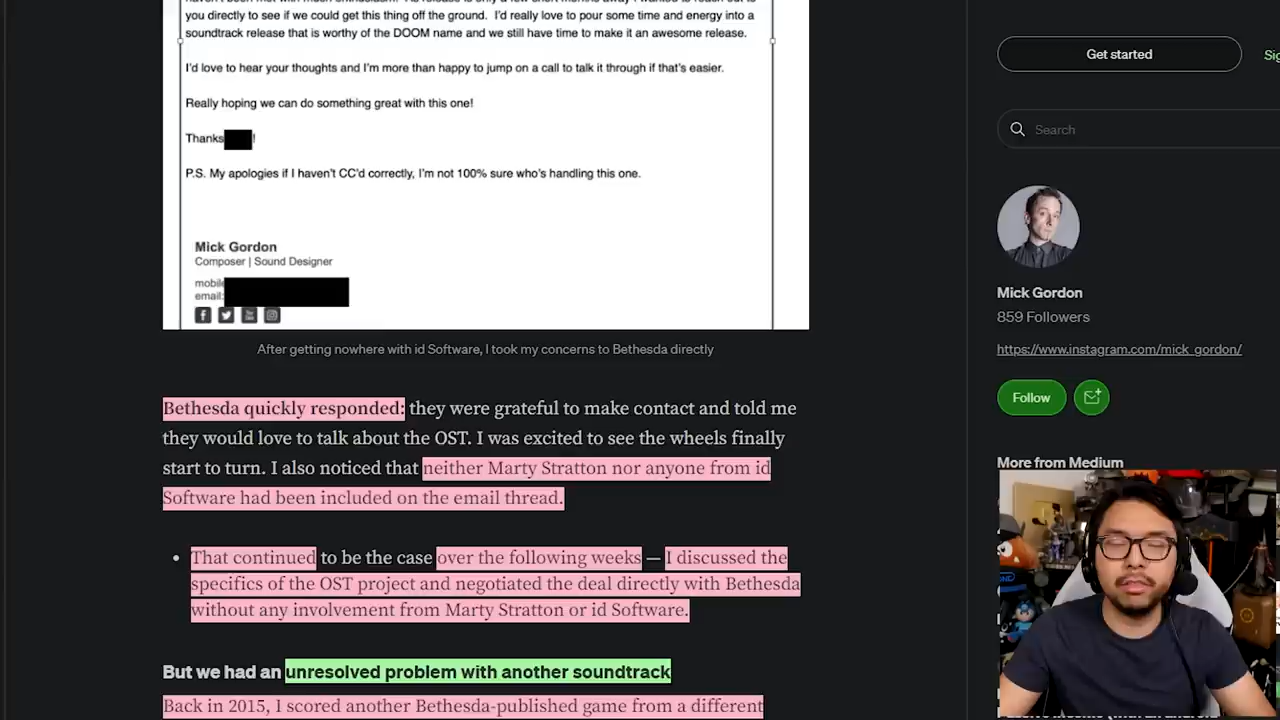 you directly to see if we could get this thing off the ground. I'd really love to pour some time and energy into a
soundtrack release that is worthy of the DOOM name and we still have time to make it an awesome release.
I'd love to hear your thoughts and I'm more than happy to jump on a call to talk it through if that's easier.
Really hoping we can do something great with this one!
Thanks !
P.S. My apologies if I haven't CC'd correctly, I'm not 100% sure who's handling this one.
Mick Gordon
Composer | Sound Designer
mobile
email:
After getting nowhere with id Software, I took my concerns to Bethesda directly
Bethesda quickly responded: they were grateful to make contact and told me
they would love to talk about the OST. I was excited to see the wheels finally
start to turn. I also noticed that neither Marty Stratton nor anyone from id
Software had been included on the email thread.
• That continued to be the case over the following weeks — I discussed the
specifics of the OST project and negotiated the deal directly with Bethesda
without any involvement from Marty Stratton or id Software.
But we had an unresolved problem with another soundtrack
Back in 2015, I scored another Bethesda-published game from a different
Get started
Sig
Search
Mick Gordon
859 Followers
https://www.instagram.com/mick_gordon/
Follow
More from Medium